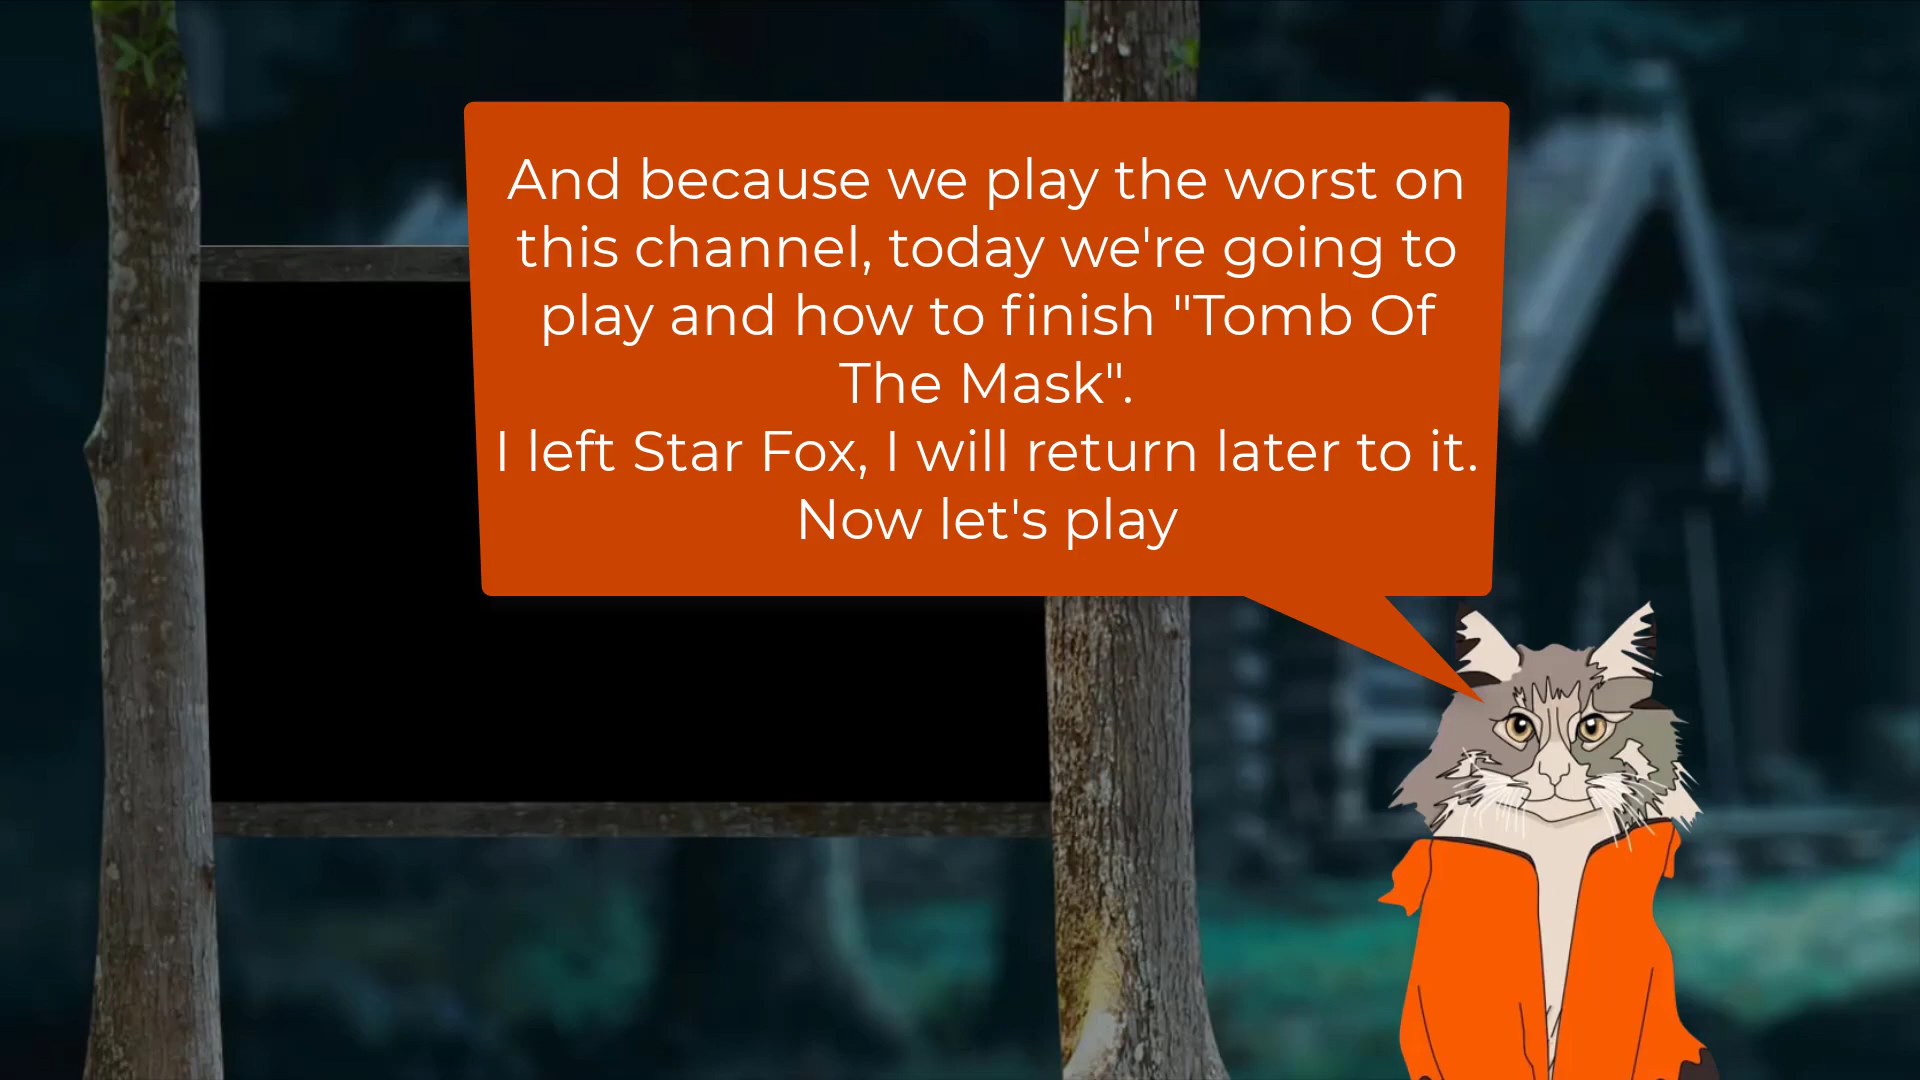 And because we play the worst on
this channel, today we're going to
play and how to finish "Tomb Of
The Mask".
I left Star Fox, I will return later to it.
Now let's play